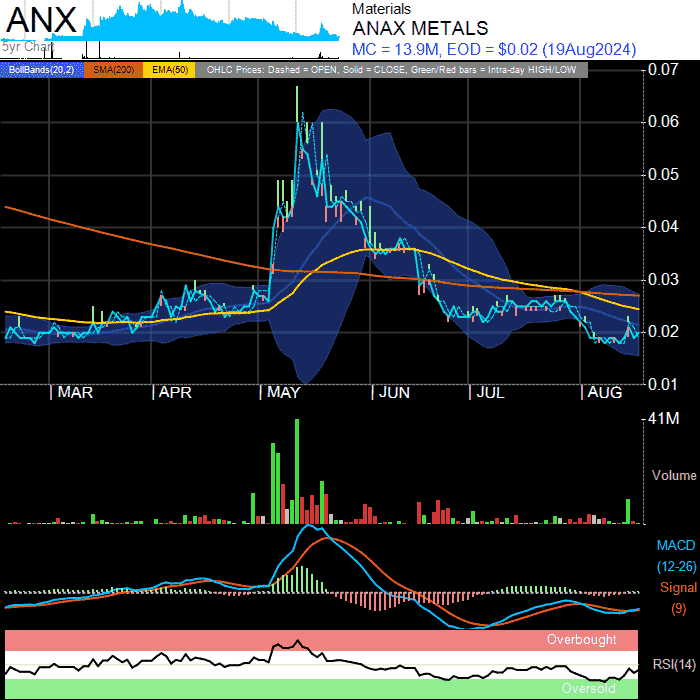 ANX
5yr Chart
Materials
ANAX METALS
MC = 13.9M, EOD = $0.02 (19Aug2024)
BollBands(20,2) SMA(200) EMA(50) OHLC Prices: Dashed = OPEN, Solid = CLOSE, Green/Red bars = Intra-day HIGH/LOW
0.07
0.06
0.05
0.04
0.03
0.02
0.01
MAR APR MAY JUN JUL AUG
41M
Volume
MACD
(12-26)
Signal
(9)
Overbought
RSI(14)
Oversold